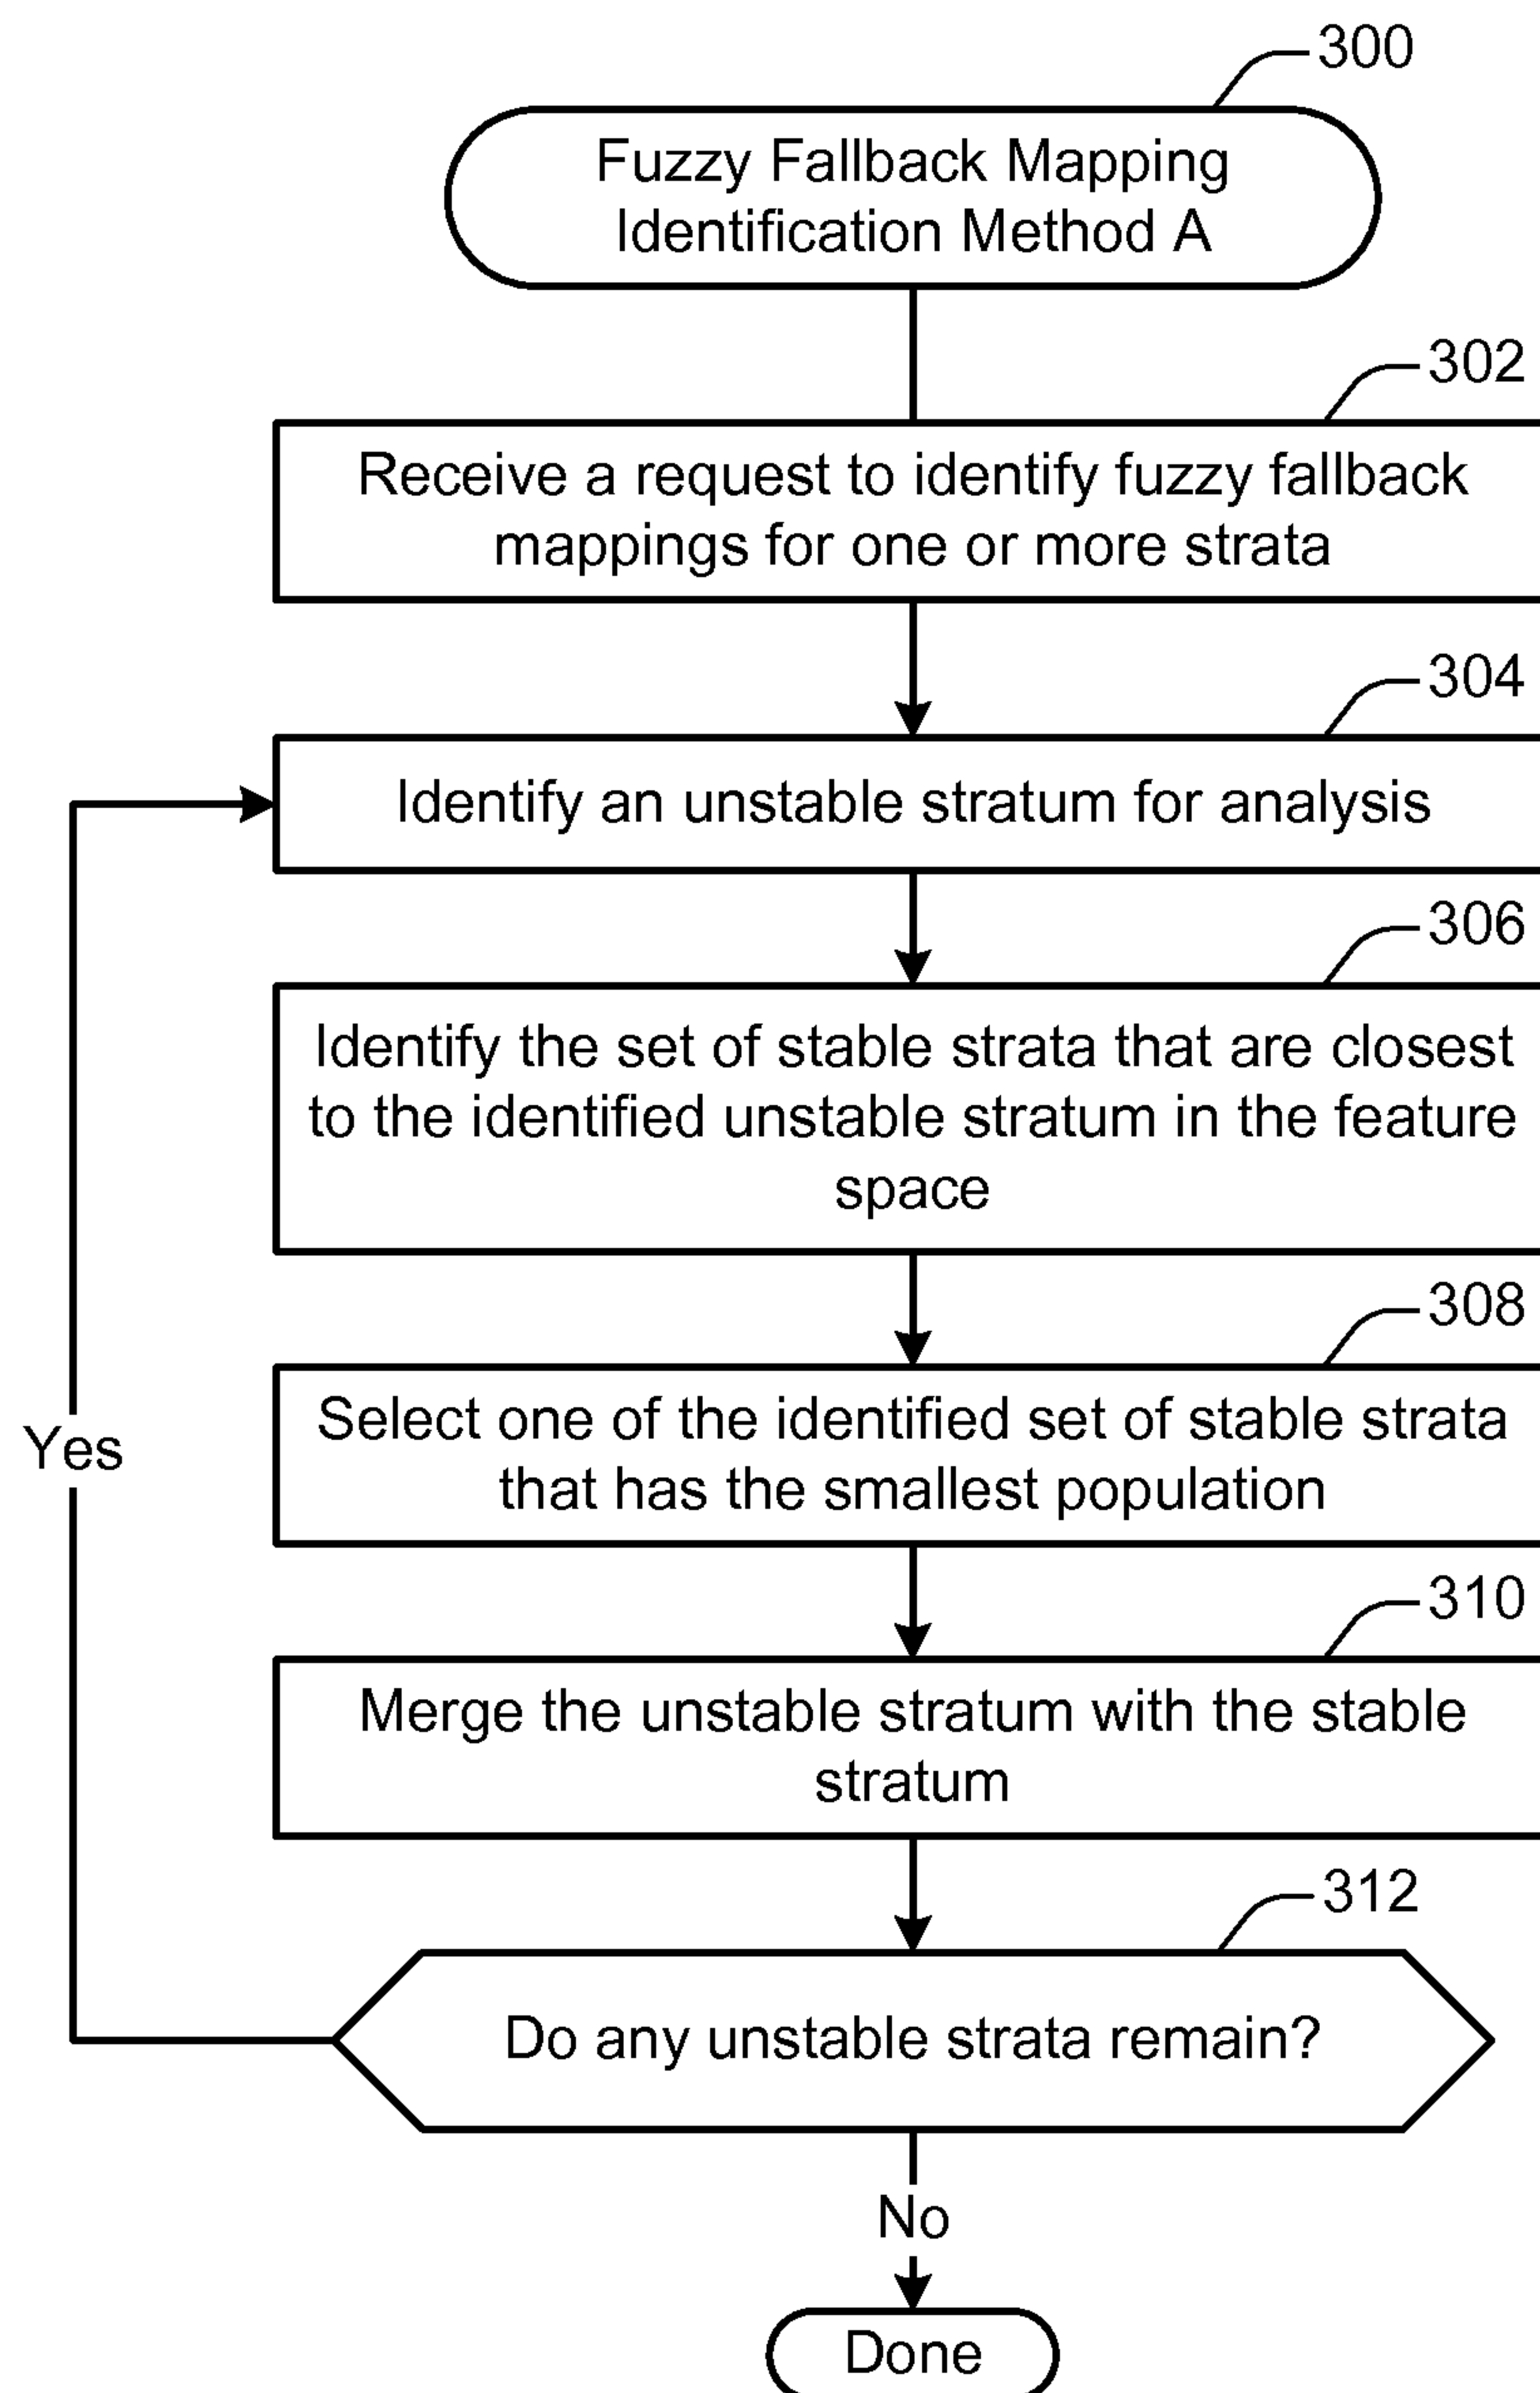 300
Fuzzy Fallback Mapping
Identification Method A
302
Receive a request to identify fuzzy fallback
mappings for one or more strata
304
Identify an unstable stratum for analysis
306
Identify the set of stable strata that are closest
to the identified unstable stratum in the feature
space
308
Select one of the identified set of stable strata
that has the smallest population
Yes
310
Merge the unstable stratum with the stable
stratum
312
Do any unstable strata remain?
No
Done